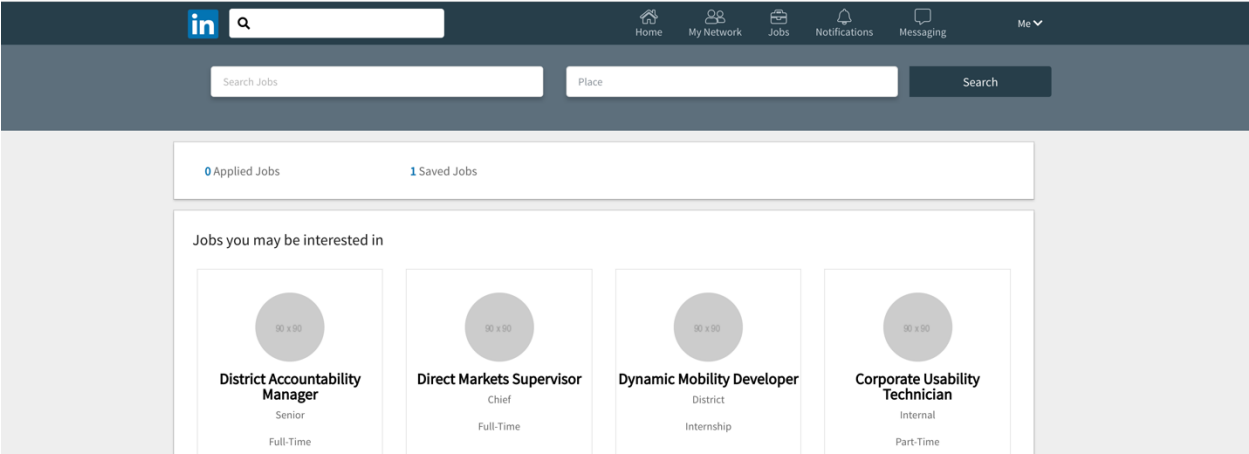 in
Home My Network Jobs Notifications Messaging Me
Search Jobs Place Search
0 Applied Jobs 1 Saved Jobs
Jobs you may be interested in
90 x 90 90 x 90 90 x 90 90 x 90
District Accountability Manager
Senior
Full-Time
Direct Markets Supervisor
Chief
Full-Time
Dynamic Mobility Developer
District
Internship
Corporate Usability Technician
Internal
Part-Time